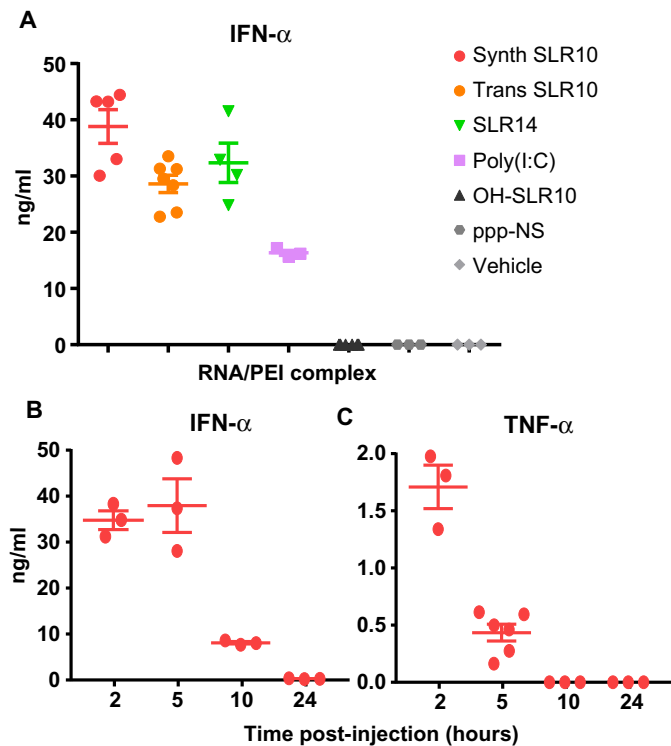 A
IFN-α
50
40
30
20
10
0
ng/ml
RNA/PEI complex
Synth SLR10
Trans SLR10
SLR14
Poly(I:C)
OH-SLR10
ppp-NS
Vehicle
B
IFN-α
50
40
30
20
10
0
ng/ml
2 5 10 24
C
TNF-α
2.0
1.5
1.0
0.5
0.0
2 5 10 24
Time post-injection (hours)